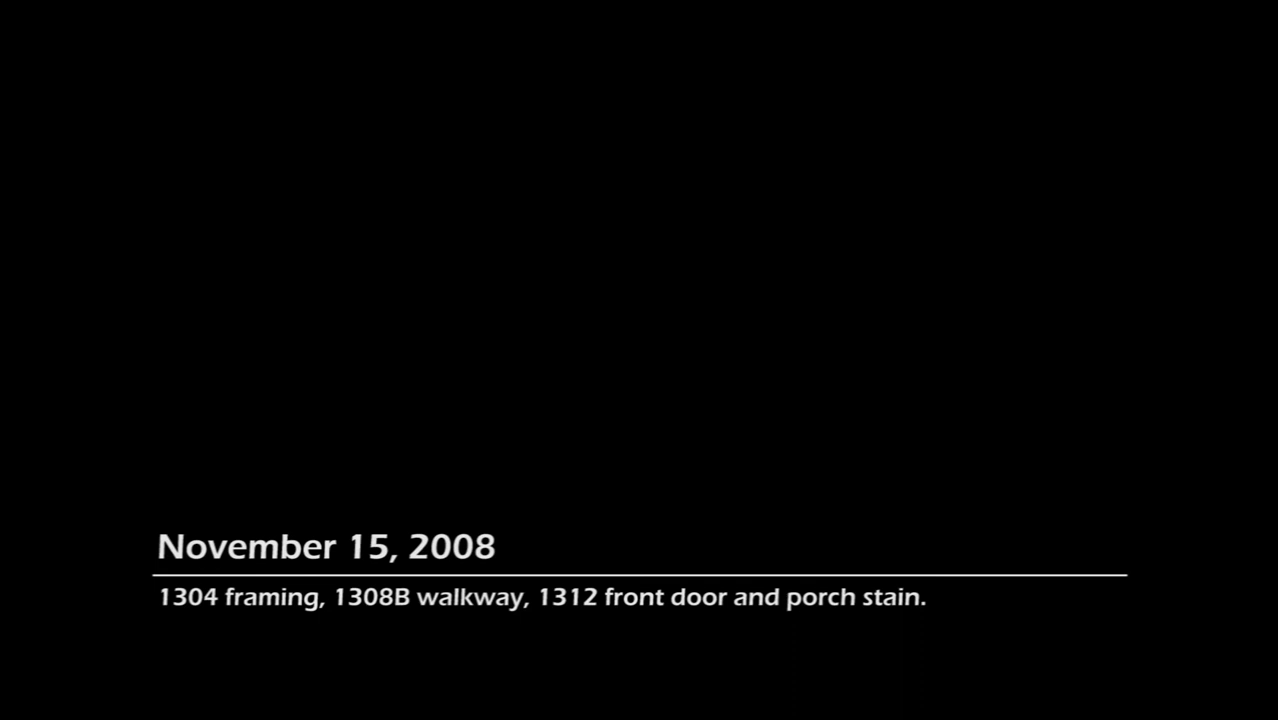 November 15, 2008
1304 framing, 1308B walkway, 1312 front door and porch stain.